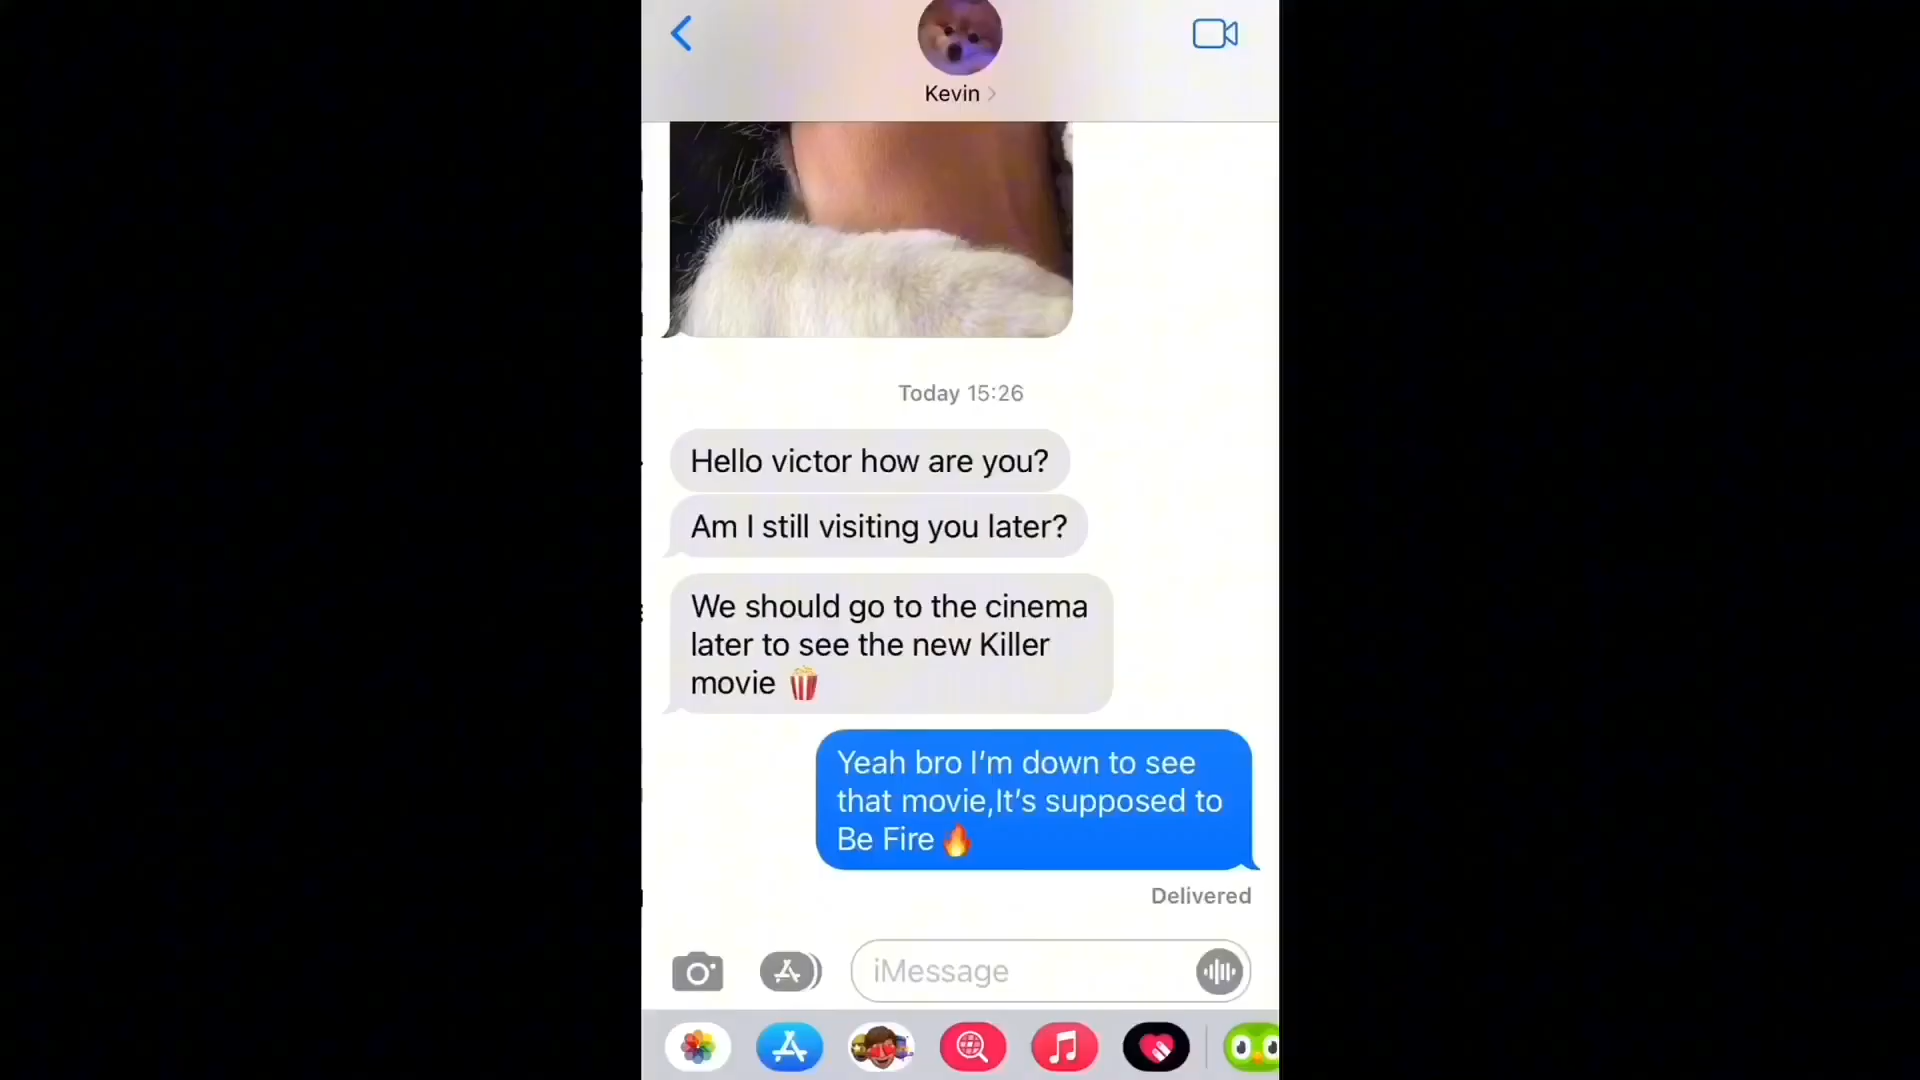 Kevin
Today 15:26
Hello victor how are you?
Am I still visiting you later?
We should go to the cinema
later to see the new Killer
movie 🍿
Yeah bro I’m down to see
that movie,It’s supposed to
Be Fire 🔥
Delivered
iMessage